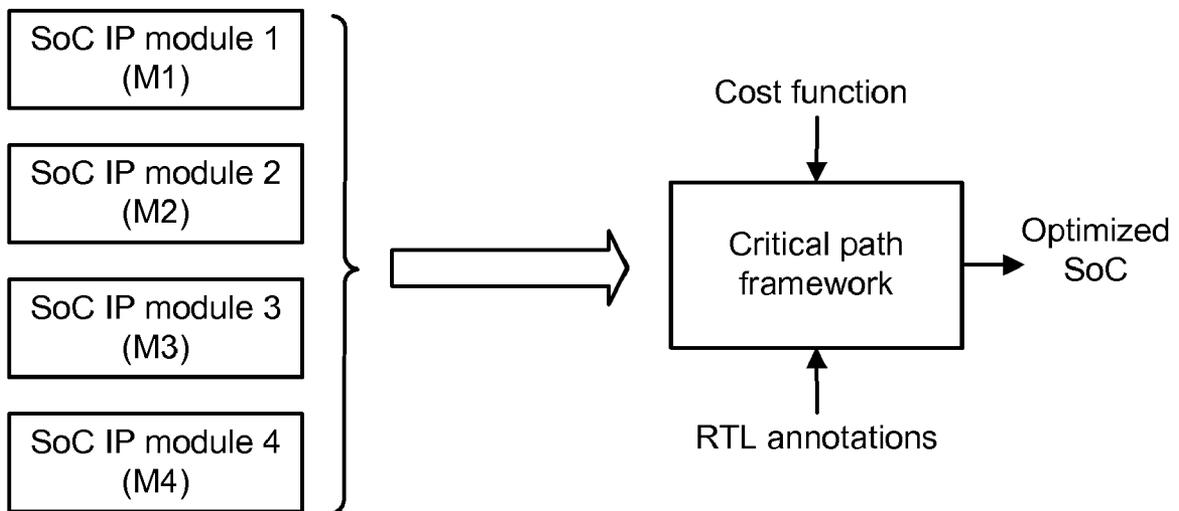 SoC IP module 1
(M1)
SoC IP module 2
(M2)
SoC IP module 3
(M3)
SoC IP module 4
(M4)
Cost function
Critical path
framework
RTL annotations
Optimized
SoC